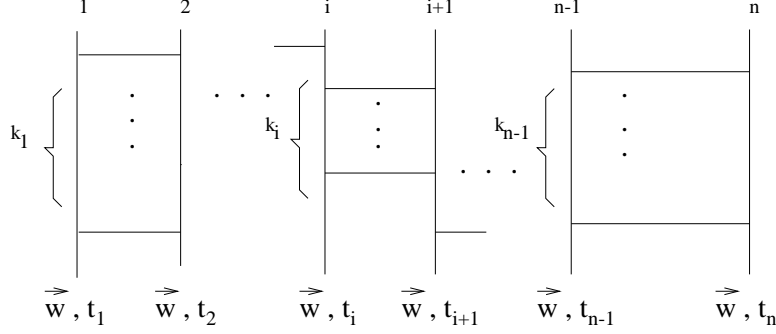 1 2 i i+1 n-1 n
k₁ kᵢ kₙ₋₁
w⃗ , t₁ w⃗ , t₂ w⃗ , tᵢ w⃗ , tᵢ₊₁ w⃗ , tₙ₋₁ w⃗ , tₙ